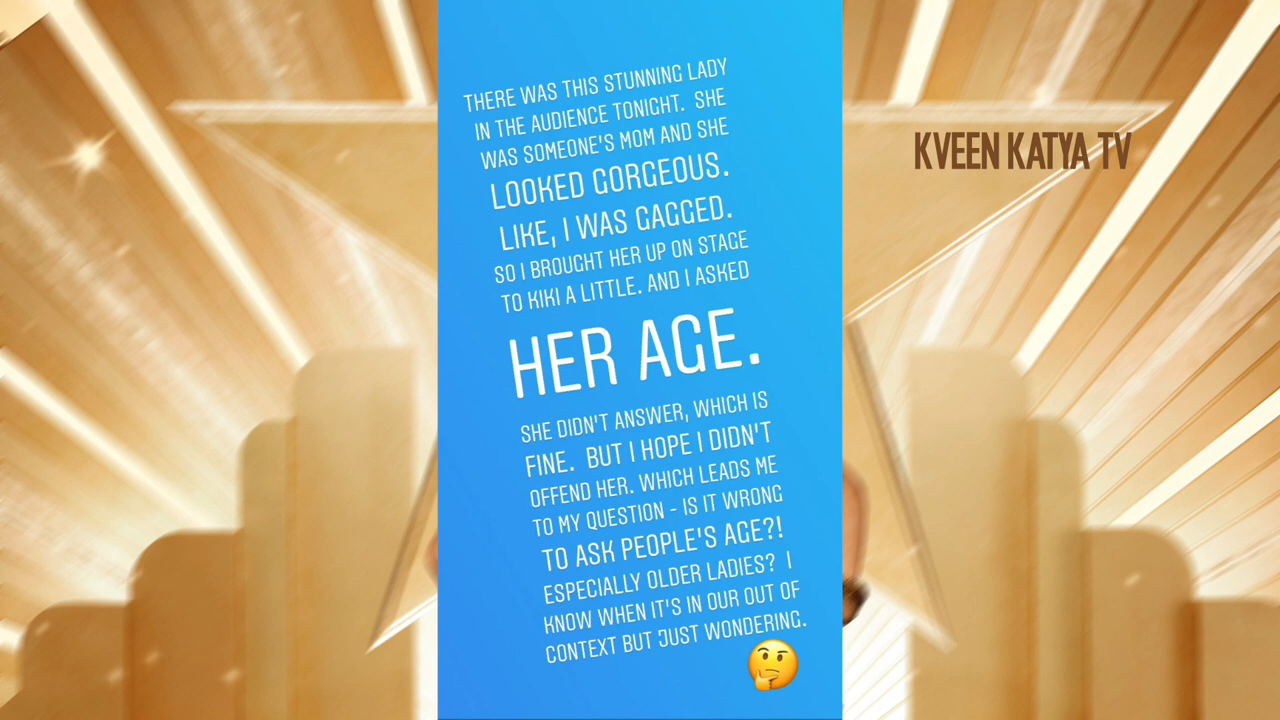 THERE WAS THIS STUNNING LADY
IN THE AUDIENCE TONIGHT. SHE
WAS SOMEONE'S MOM AND SHE
LOOKED GORGEOUS.
LIKE, I WAS GAGGED.
SO I BROUGHT HER UP ON STAGE
TO KIKI A LITTLE. AND I ASKED
HER AGE.
SHE DIDN'T ANSWER, WHICH IS
FINE. BUT I HOPE I DIDN'T
OFFEND HER. WHICH LEADS ME
TO MY QUESTION - IS IT WRONG
TO ASK PEOPLE'S AGE?!
ESPECIALLY OLDER LADIES? I
KNOW WHEN IT'S IN OUR OUT OF
CONTEXT BUT JUST WONDERING.
🤔
KVEEN KATYA TV